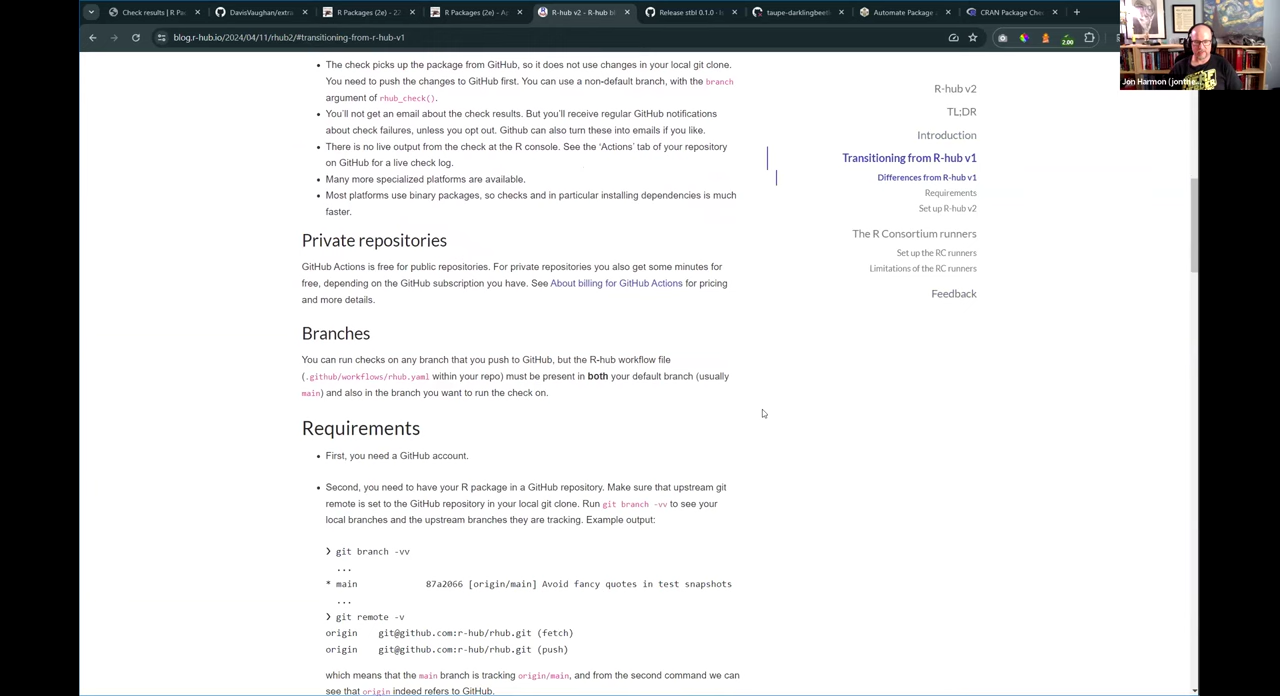 Check results | R Pac
DavisVaughan/extra
R Packages (2e) - 22
R Packages (2e) - Ap
R-hub v2 - R-hub bl
Release stbl 0.1.0 · Is
taupe-darklingbeetl
Automate Package
CRAN Package Chec
blog.r-hub.io/2024/04/11/rhub2/#transitioning-from-r-hub-v1
2.00
Jon Harmon (jonthe...
The check picks up the package from GitHub, so it does not use changes in your local git clone.
You need to push the changes to GitHub first. You can use a non-default branch, with the branch
argument of rhub_check().
You'll not get an email about the check results. But you'll receive regular GitHub notifications
about check failures, unless you opt out. Github can also turn these into emails if you like.
There is no live output from the check at the R console. See the 'Actions' tab of your repository
on GitHub for a live check log.
Many more specialized platforms are available.
Most platforms use binary packages, so checks and in particular installing dependencies is much
faster.
Private repositories
GitHub Actions is free for public repositories. For private repositories you also get some minutes for
free, depending on the GitHub subscription you have. See About billing for GitHub Actions for pricing
and more details.
Branches
You can run checks on any branch that you push to GitHub, but the R-hub workflow file
(.github/workflows/rhub.yaml within your repo) must be present in both your default branch (usually
main) and also in the branch you want to run the check on.
Requirements
First, you need a GitHub account.
Second, you need to have your R package in a GitHub repository. Make sure that upstream git
remote is set to the GitHub repository in your local git clone. Run git branch -vv to see your
local branches and the upstream branches they are tracking. Example output:
❯ git branch -vv
...
* main 87a2066 [origin/main] Avoid fancy quotes in test snapshots
...
❯ git remote -v
origin git@github.com:r-hub/rhub.git (fetch)
origin git@github.com:r-hub/rhub.git (push)
which means that the main branch is tracking origin/main, and from the second command we can
see that origin indeed refers to GitHub.
R-hub v2
TL;DR
Introduction
Transitioning from R-hub v1
Differences from R-hub v1
Requirements
Set up R-hub v2
The R Consortium runners
Set up the RC runners
Limitations of the RC runners
Feedback